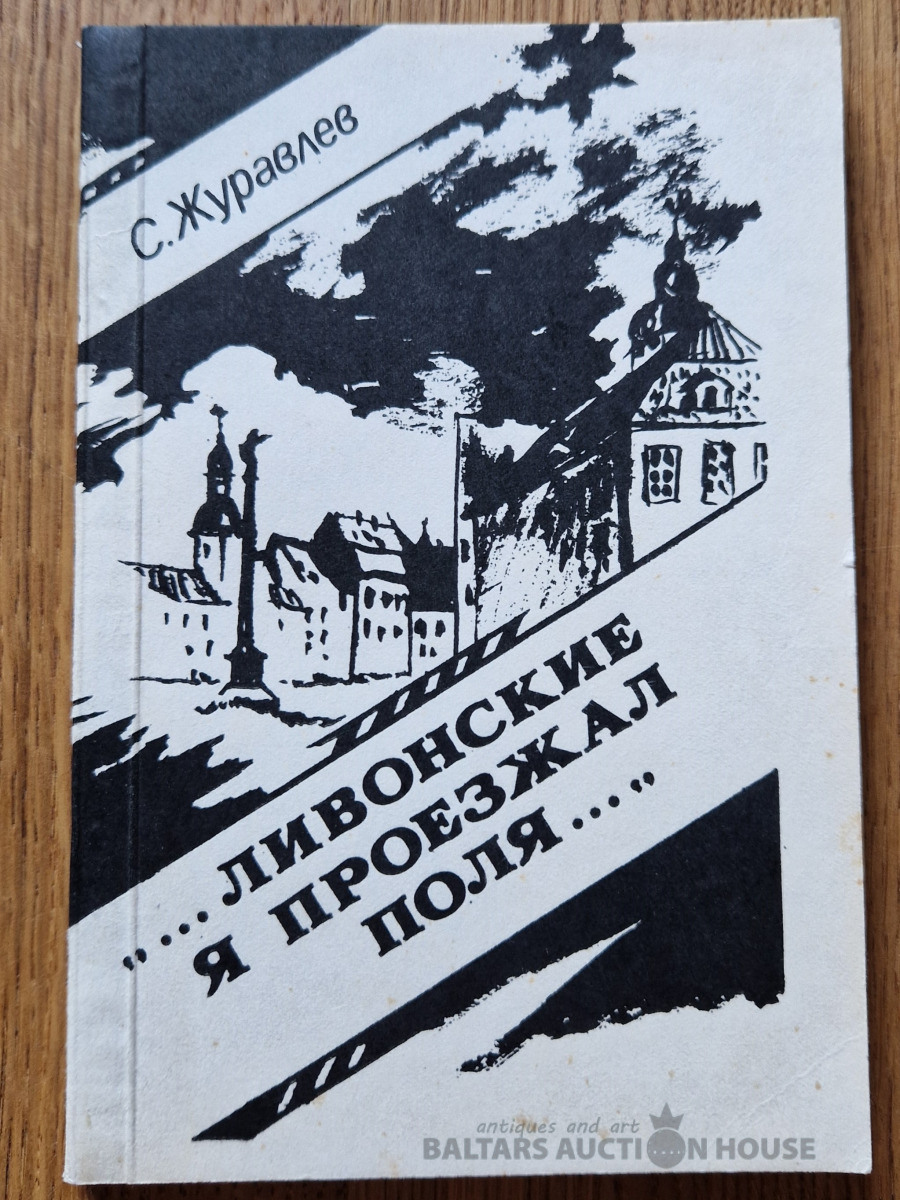 С. Журавлев
„...ЛИВОНСКИЕ
Я ПРОЕЗЖАЛ
ПОЛЯ..."
antiques and art
BALTARS AUCTION HOUSE